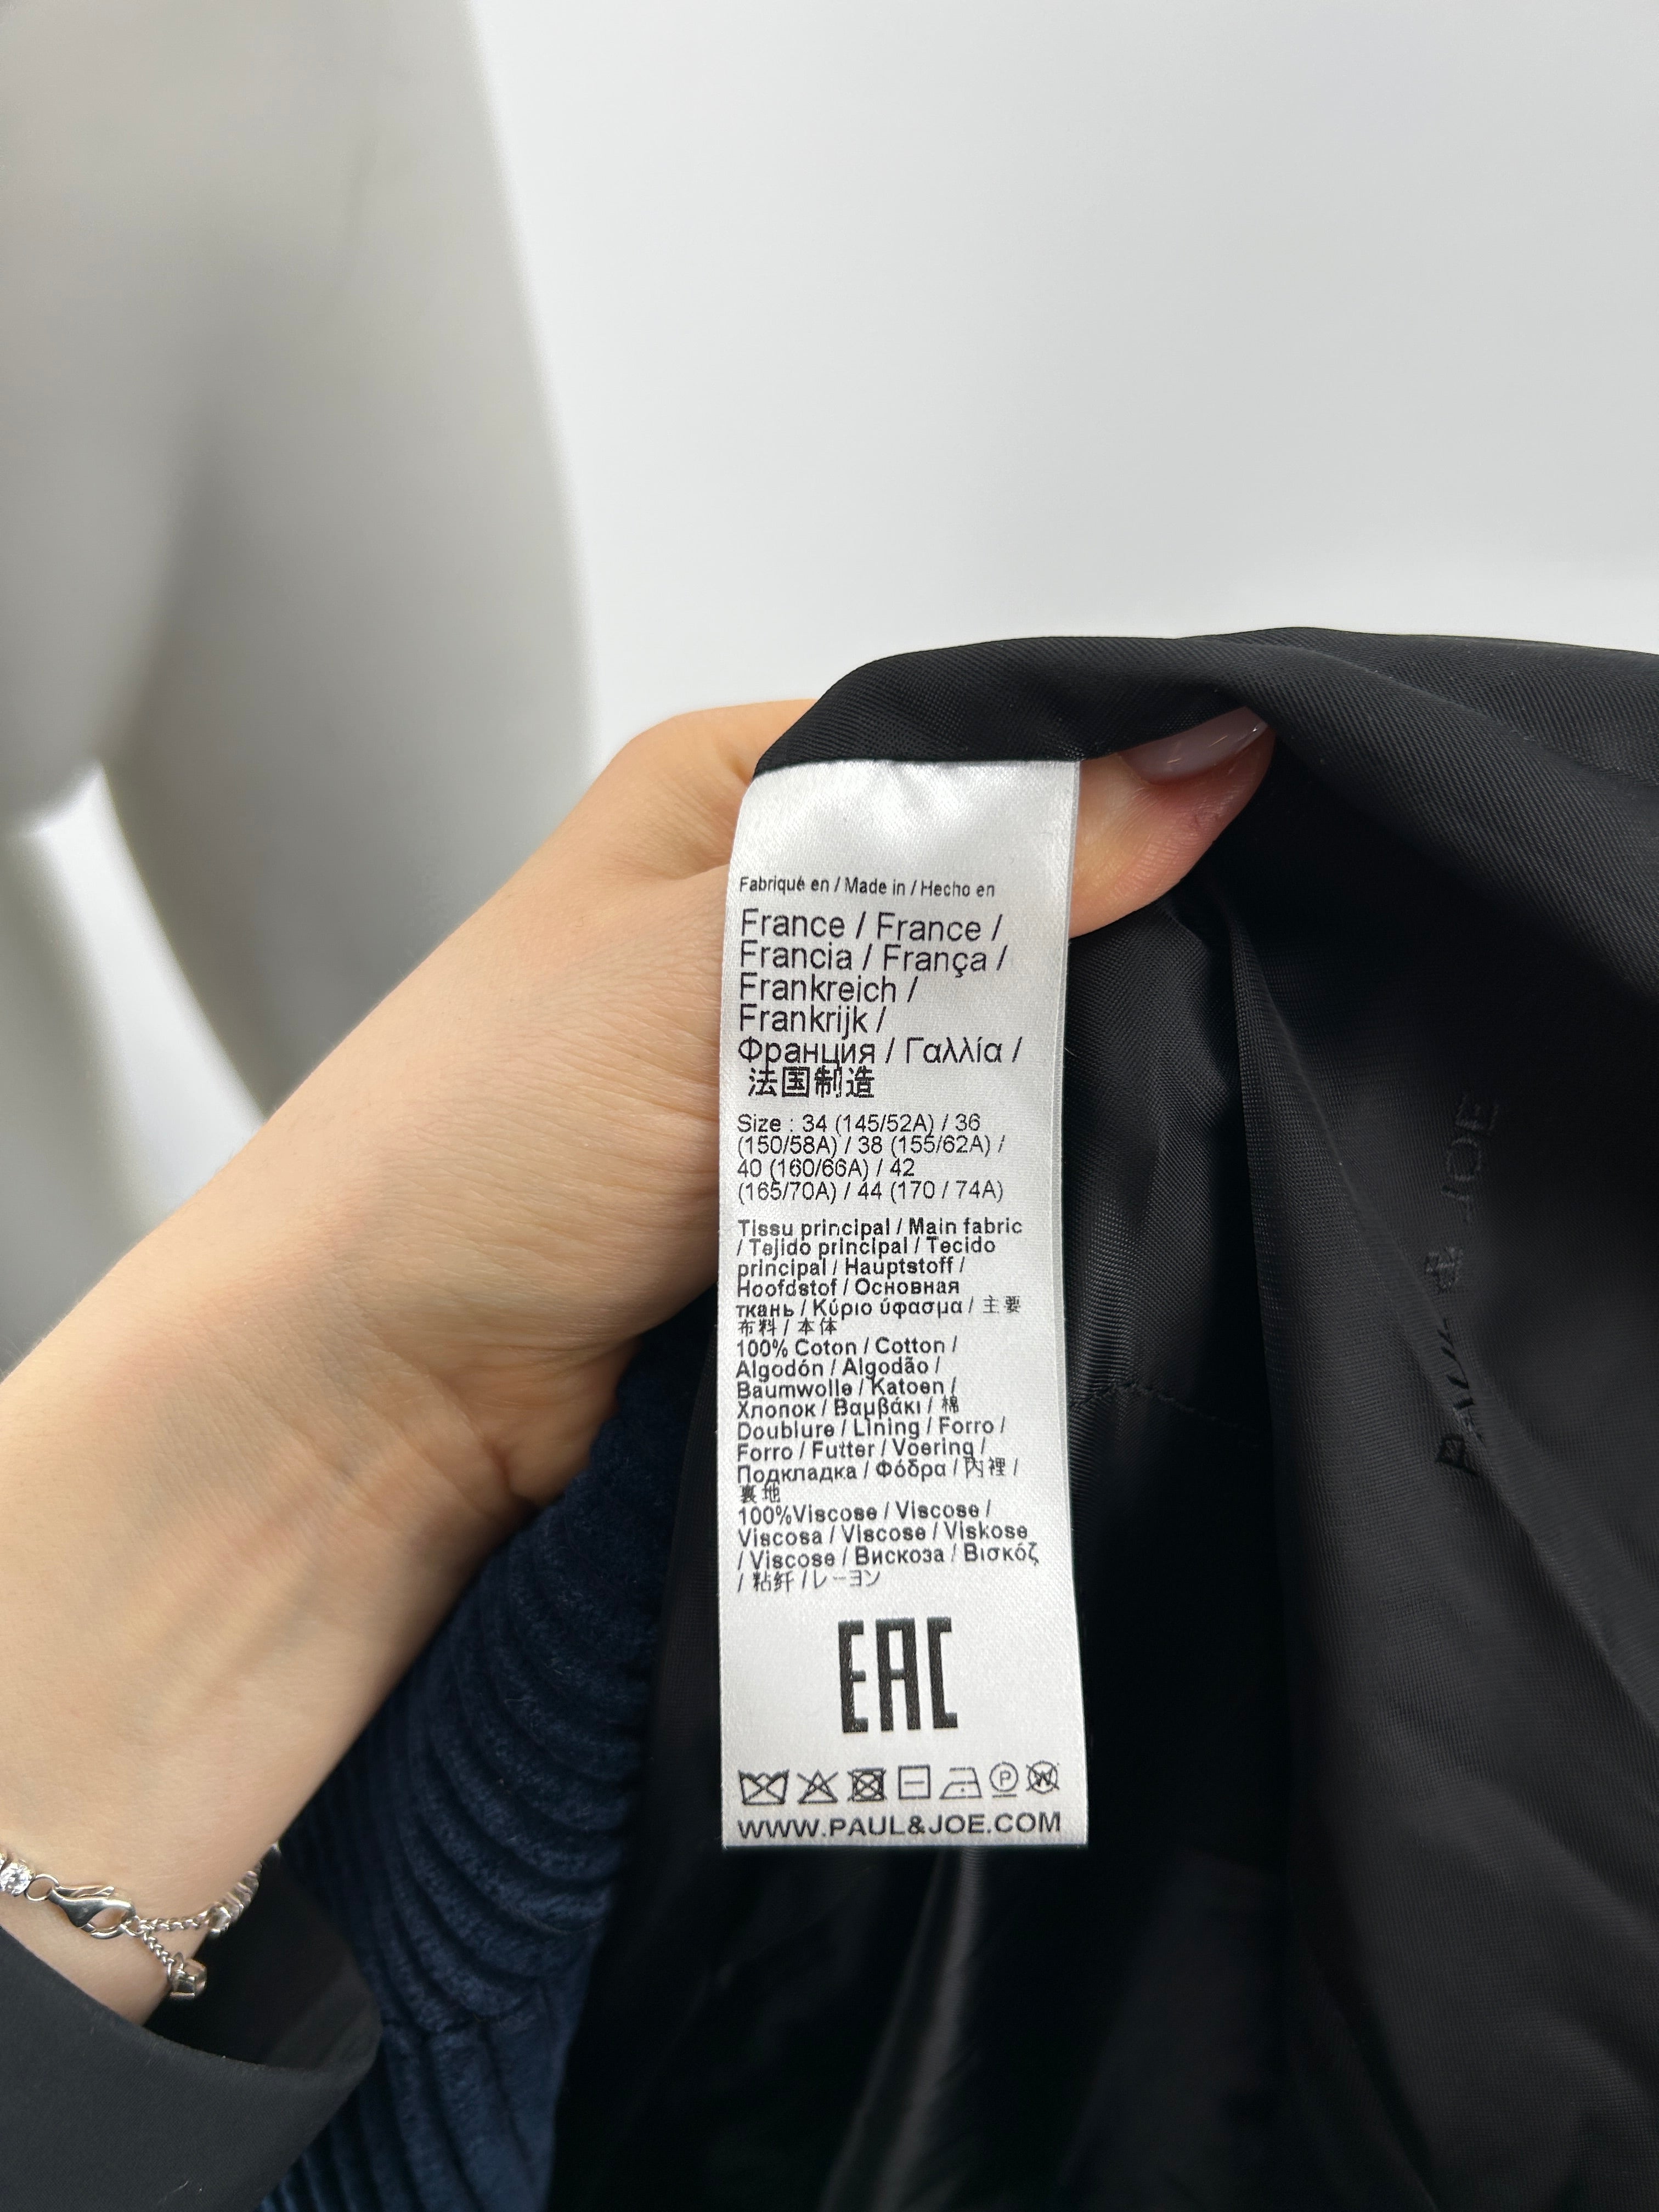 Fabriqué en / Made in / Hecho en
France / France /
Francia / França /
Frankreich /
Frankrijk /
Франция / Γαλλία /
法国制造
Size : 34 (145/52A) / 36
(150/58A) / 38 (155/62A) /
40 (160/66A) / 42
(165/70A) / 44 (170 / 74A)
Tissu principal / Main fabric
/ Tejido principal / Tecido
principal / Hauptstoff /
Hoofdstof / Основная
ткань / Κύριο ύφασμα / 主要
布料 / 本体
100% Coton / Cotton /
Algodón / Algodão /
Baumwolle / Katoen /
Хлопок / Βαμβάκι / 棉
Doublure / Lining / Forro /
Forro / Futter / Voering /
Подкладка / Φόδρα / 内裡 /
裏地
100%Viscose / Viscose /
Viscosa / Viscose / Viskose
/ Viscose / Вискоза / Βισκόζ
/ 粘纤 /レーヨン
EAC
P W
WWW.PAUL&JOE.COM
PAUL & JOE